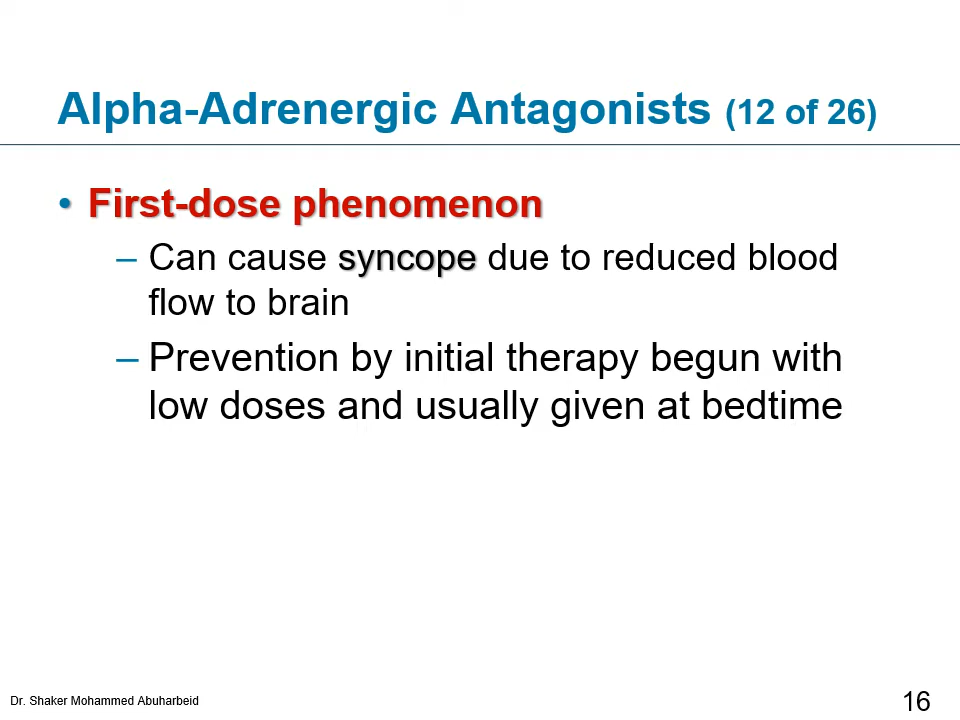 Alpha-Adrenergic Antagonists (12 of 26)
• First-dose phenomenon
– Can cause syncope due to reduced blood
flow to brain
– Prevention by initial therapy begun with
low doses and usually given at bedtime
Dr. Shaker Mohammed Abuharbeid
16